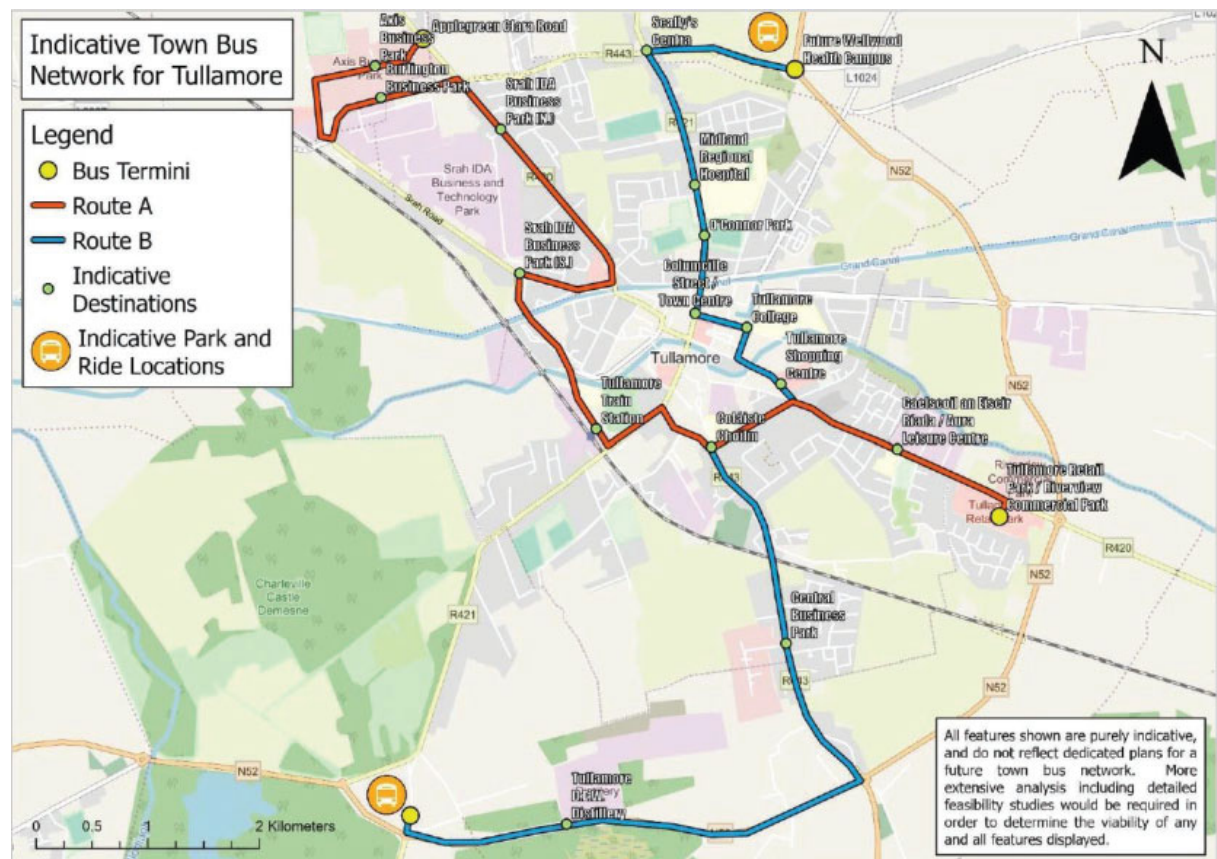 Indicative Town Bus
Network for Tullamore
Legend
Bus Termini
Route A
Route B
Indicative
Destinations
Indicative Park and
Ride Locations
Axis
Business
Park
Applegreen Clara Road
Burlington
Business Park
Srah IDA
Business
Park (N.)
Scally's
Centra
Future Wellwood
Health Campus
R443
L1024
N
Midland
Regional
Hospital
Srah IDA
Business and
Technology
Park
Srah Road
N52
Srah IDA
Business
Park (S.)
O'Connor Park
Grand Canal
Grand Canal
Columcille
Street /
Town Centre
Tullamore
College
Tullamore
Tullamore
Shopping
Centre
N52
Tullamore
Train
Station
Coláiste
Choilm
Gaelscoil an Eiscir
Riada / Aura
Leisure Centre
Tullamore Retail
Park / Riverview
Commercial Park
R420
N52
Charleville
Castle
Demesne
R421
Central
Business
Park
N52
N52
Tullamore
D.E.W.
Distillery
0 0.5 1 2 Kilometers
All features shown are purely indicative,
and do not reflect dedicated plans for a
future town bus network. More
extensive analysis including detailed
feasibility studies would be required in
order to determine the viability of any
and all features displayed.